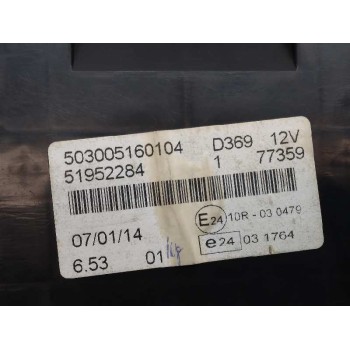 503005160104 D369 12V
51952284 1 77359
E24 10R - 03 0479
07/01/14 e24 03 1764
6.53 01